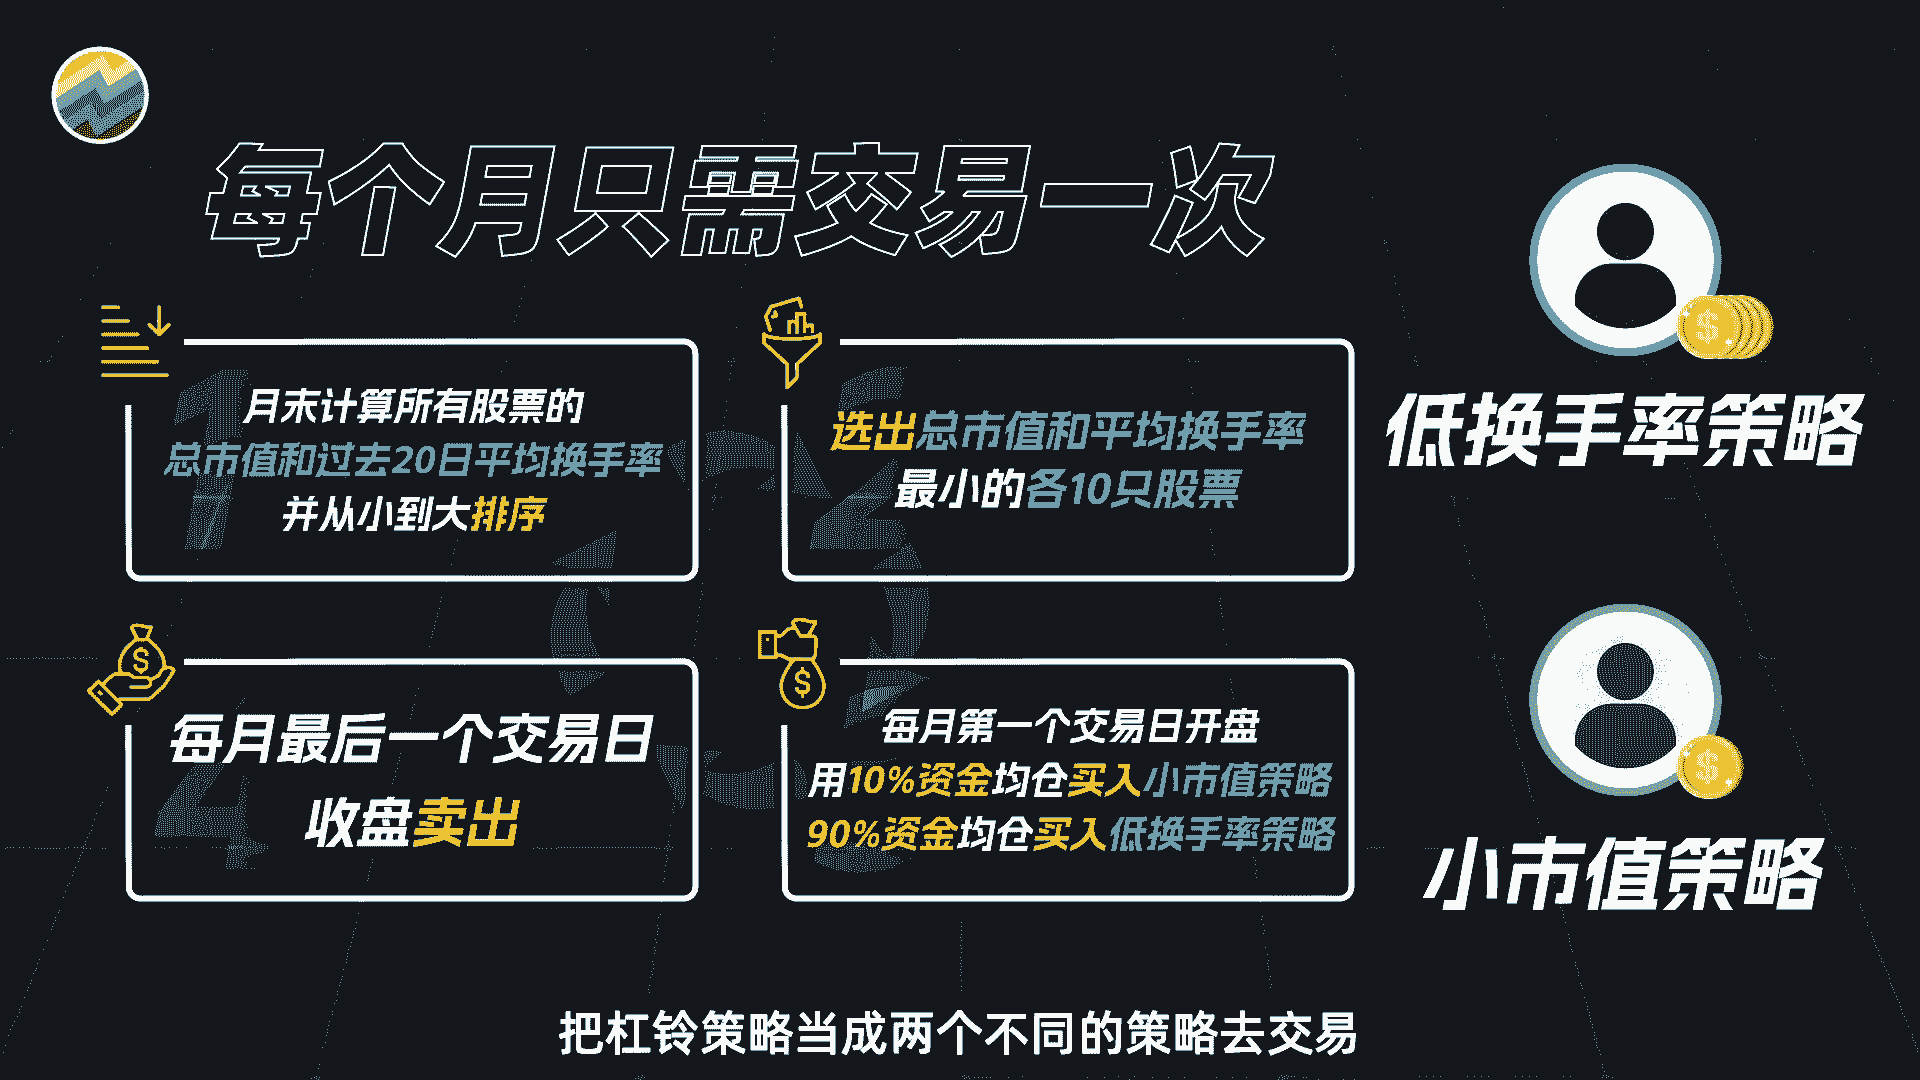 每个月只需交易一次
1
月末计算所有股票的
总市值和过去20日平均换手率
并从小到大排序
2
选出总市值和平均换手率
最小的各10只股票
低换手率策略
4
每月最后一个交易日
收盘卖出
3
每月第一个交易日开盘
用10%资金均仓买入小市值策略
90%资金均仓买入低换手率策略
小市值策略
把杠铃策略当成两个不同的策略去交易